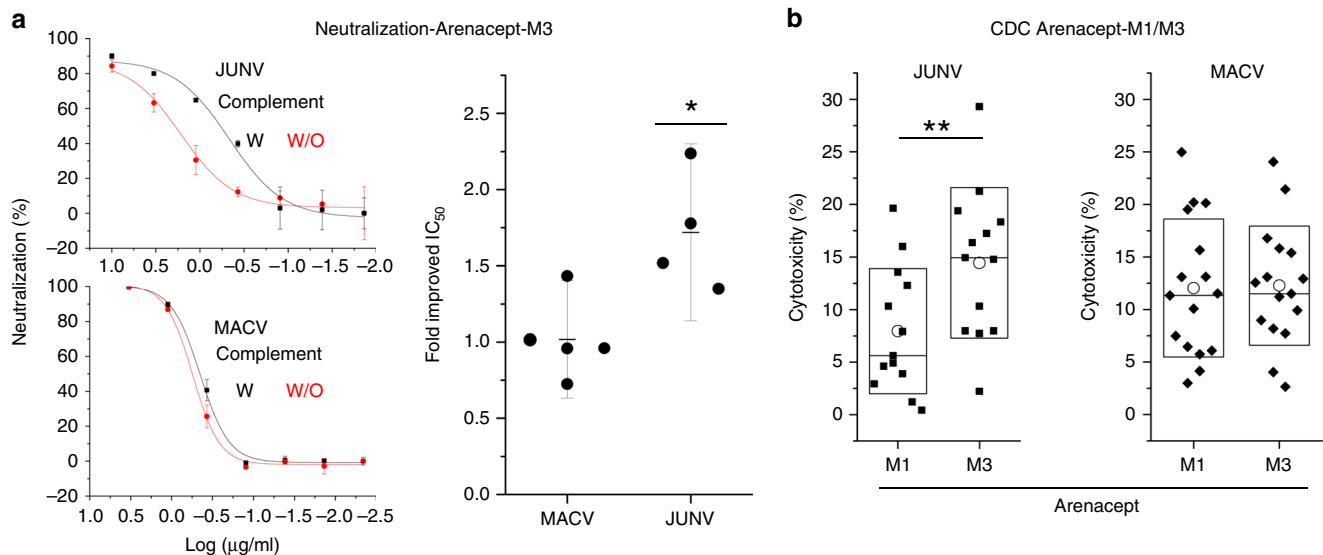 a
Neutralization-Arenacept-M3
Neutralization (%)
100
80
60
40
20
0
–20
JUNV
Complement
W W/O
1.0 0.5 0.0 –0.5 –1.0 –1.5 –2.0
100
80
60
40
20
0
–20
MACV
Complement
W W/O
1.0 0.5 0.0 –0.5 –1.0 –1.5 –2.0 –2.5
Log (μg/ml)
Fold improved IC50
2.5
2.0
1.5
1.0
0.5
0.0
*
MACV JUNV
b
CDC Arenacept-M1/M3
JUNV
Cytotoxicity (%)
30
25
20
15
10
5
0
**
M1 M3
MACV
Cytotoxicity (%)
30
25
20
15
10
5
0
M1 M3
Arenacept